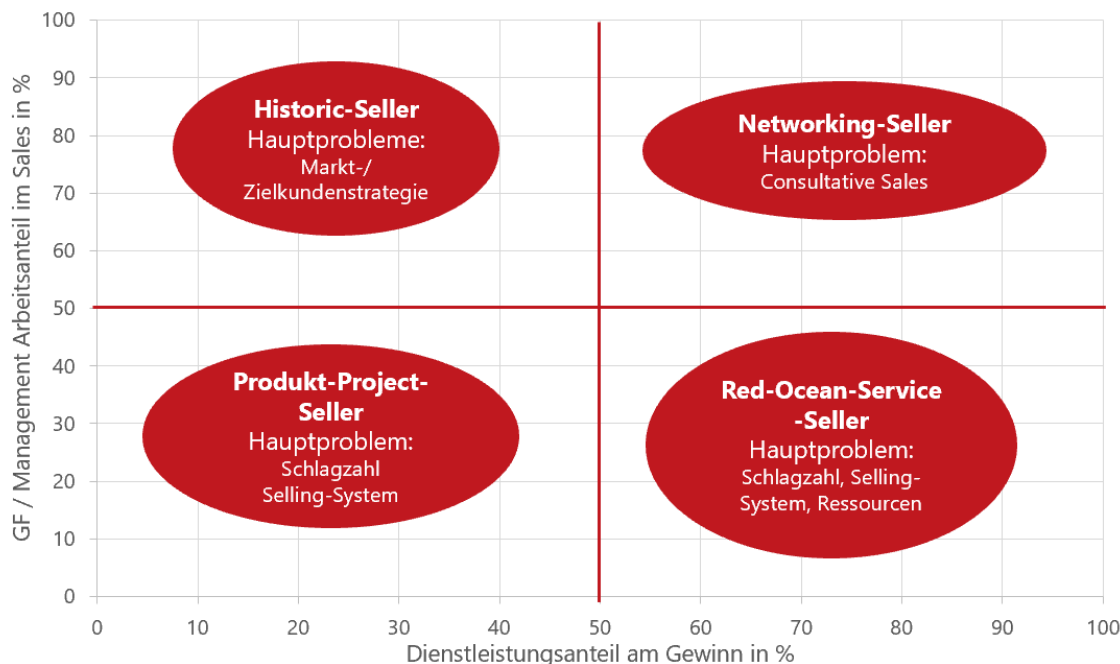 GF / Management Arbeitsanteil im Sales in %
100
90
80
70
60
50
40
30
20
10
0
Historic-Seller
Hauptprobleme:
Markt-/
Zielkundenstrategie
Networking-Seller
Hauptproblem:
Consultative Sales
Produkt-Project-
Seller
Hauptproblem:
Schlagzahl
Selling-System
Red-Ocean-Service
-Seller
Hauptproblem:
Schlagzahl, Selling-
System, Ressourcen
0 10 20 30 40 50 60 70 80 90 100
Dienstleistungsanteil am Gewinn in %